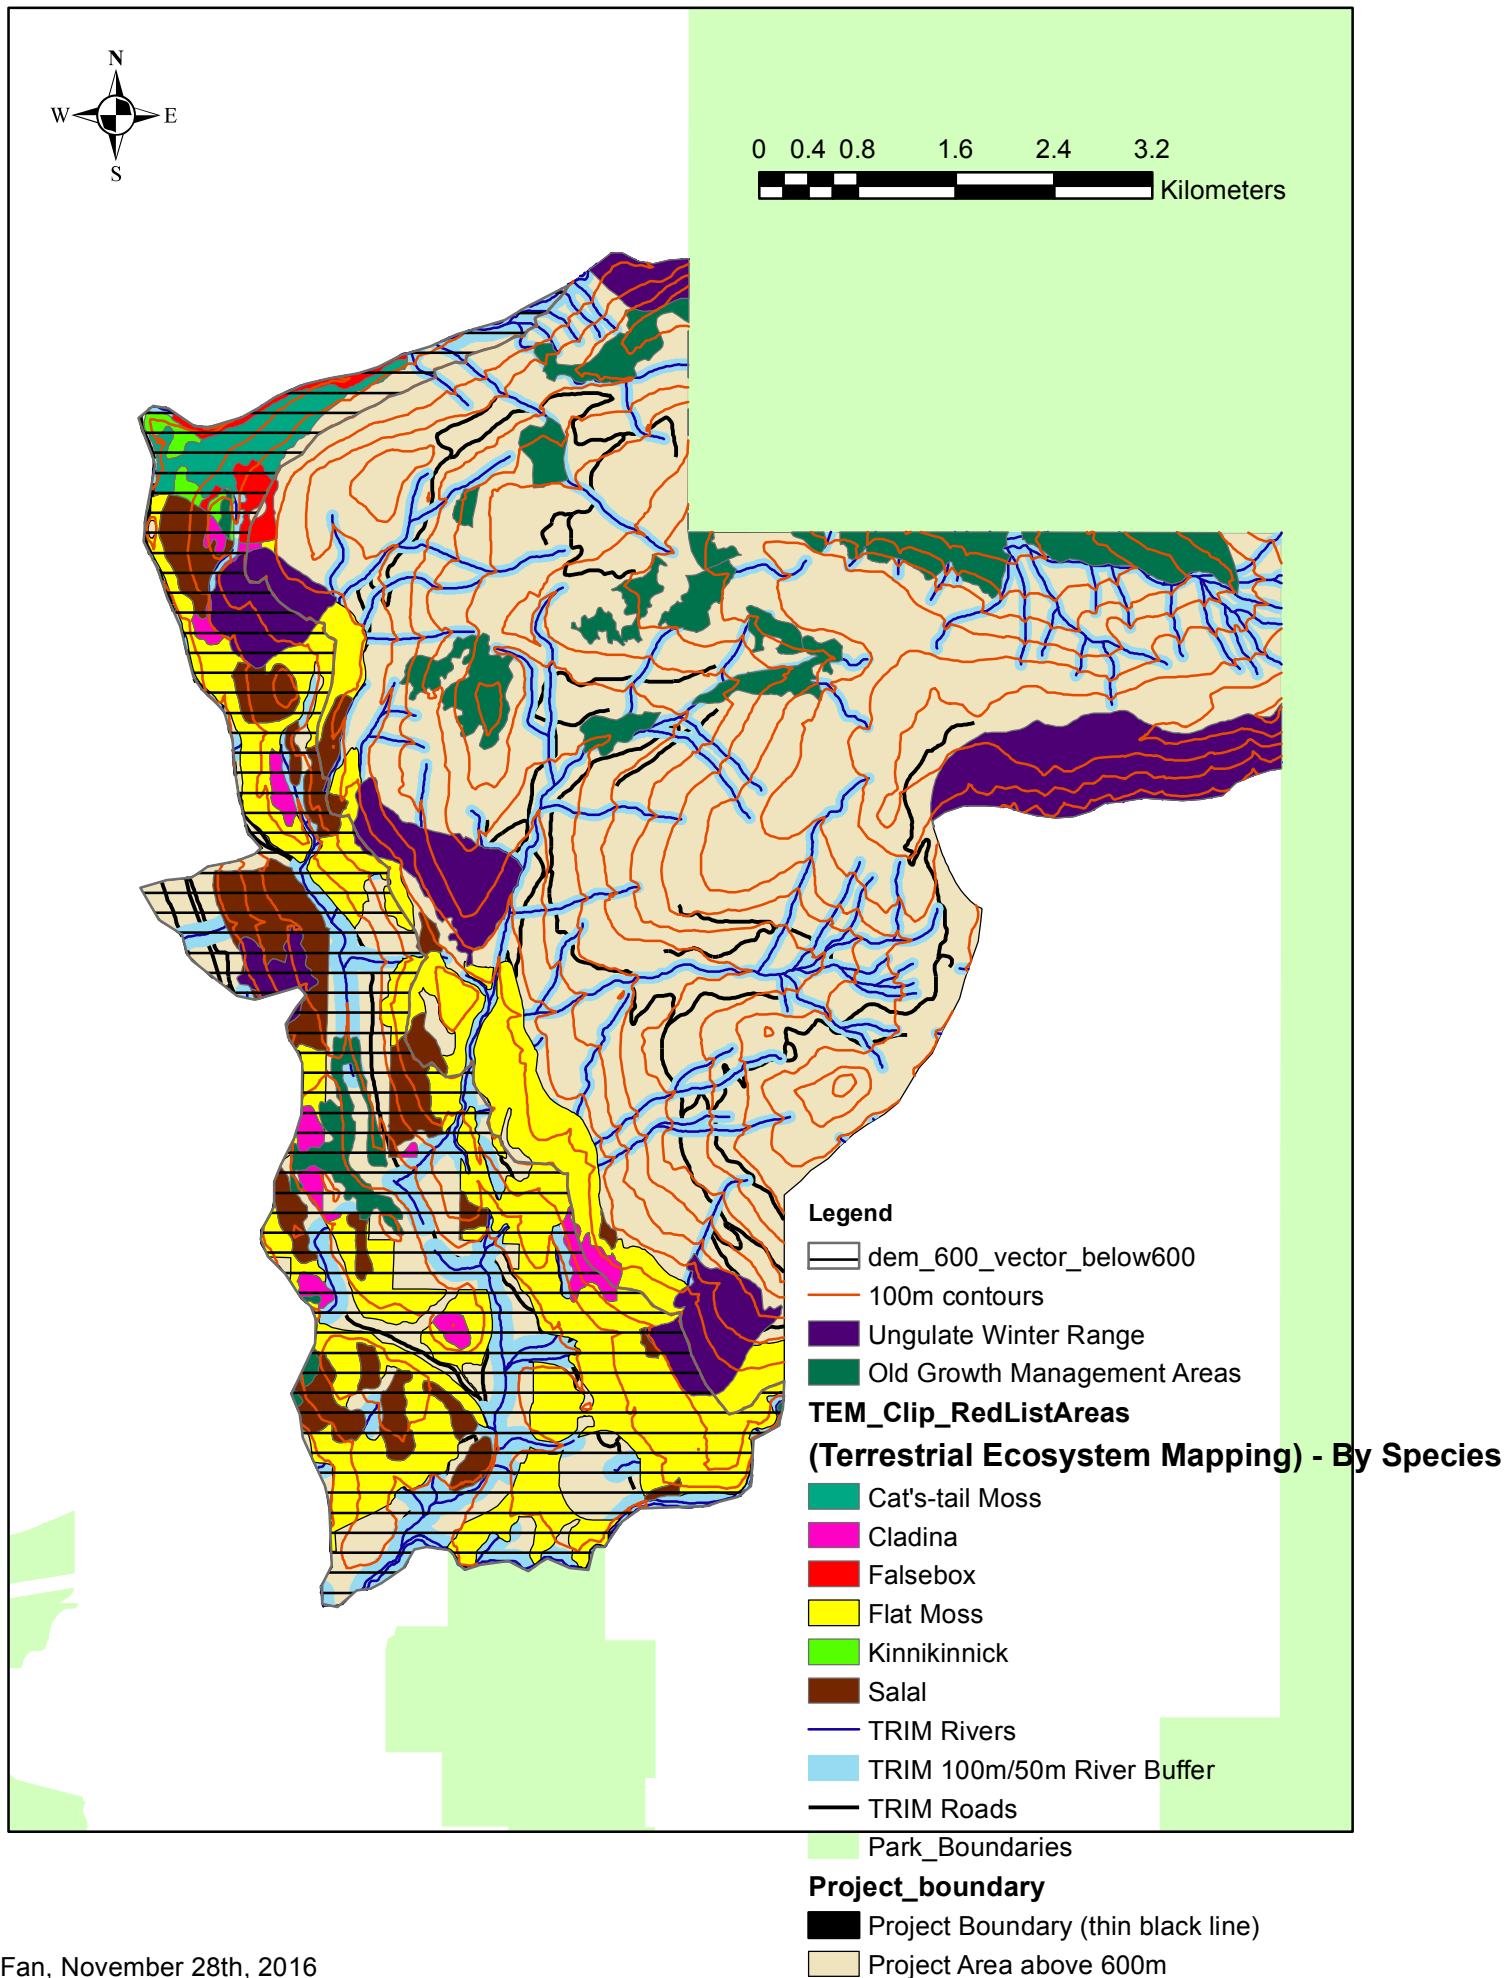 N
W E
S
0 0.4 0.8 1.6 2.4 3.2
Kilometers
Legend
dem_600_vector_below600
100m contours
Ungulate Winter Range
Old Growth Management Areas
TEM_Clip_RedListAreas
(Terrestrial Ecosystem Mapping) - By Species
Cat's-tail Moss
Cladina
Falsebox
Flat Moss
Kinnikinnick
Salal
TRIM Rivers
TRIM 100m/50m River Buffer
TRIM Roads
Park_Boundaries
Project_boundary
Project Boundary (thin black line)
Project Area above 600m
Fan, November 28th, 2016